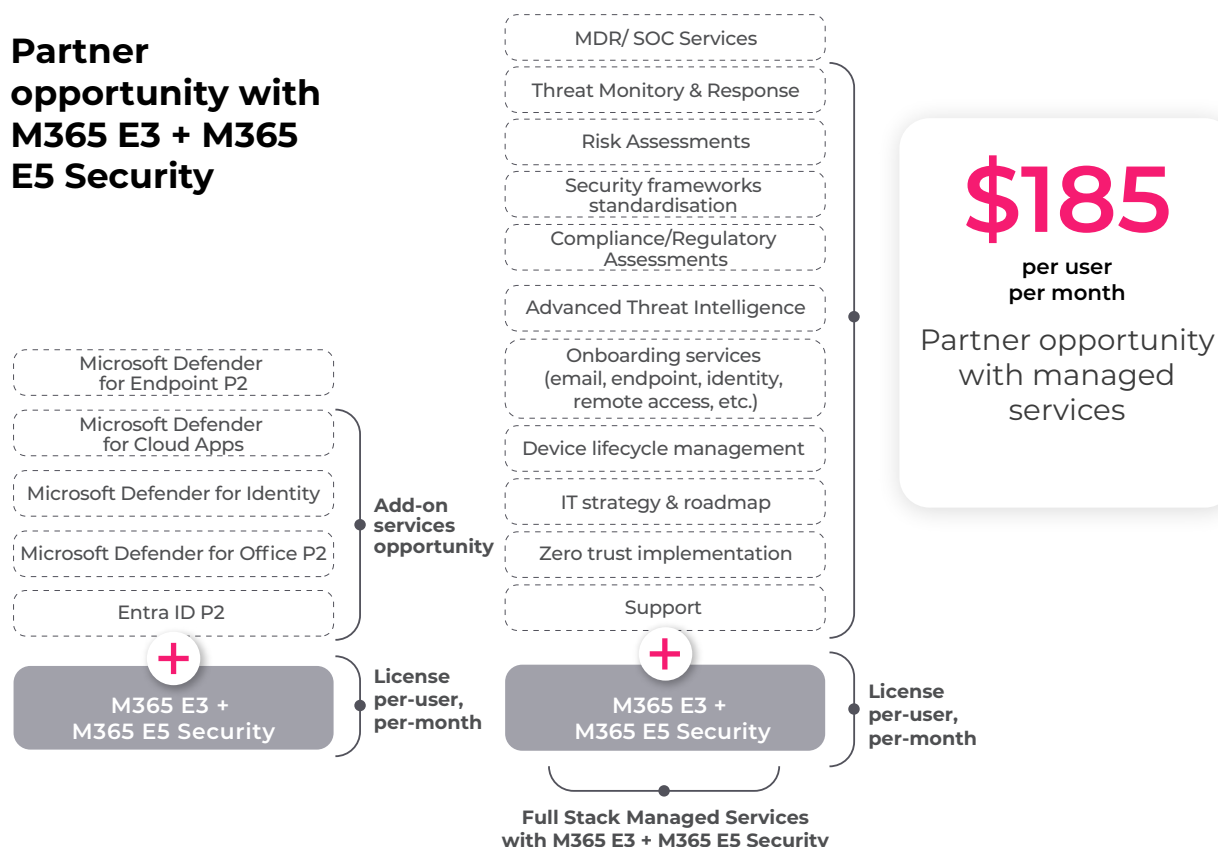 Partner
opportunity with
M365 E3 + M365
E5 Security
Microsoft Defender
for Endpoint P2
Microsoft Defender
for Cloud Apps
Microsoft Defender for Identity
Microsoft Defender for Office P2
Entra ID P2
+
M365 E3 +
M365 E5 Security
Add-on
services
opportunity
License
per-user,
per-month
MDR/ SOC Services
Threat Monitory & Response
Risk Assessments
Security frameworks
standardisation
Compliance/Regulatory
Assessments
Advanced Threat Intelligence
Onboarding services
(email, endpoint, identity,
remote access, etc.)
Device lifecycle management
IT strategy & roadmap
Zero trust implementation
Support
+
M365 E3 +
M365 E5 Security
License
per-user,
per-month
Full Stack Managed Services
with M365 E3 + M365 E5 Security
$185
per user
per month
Partner opportunity
with managed
services